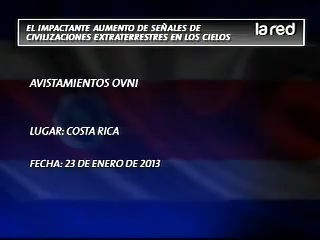 EL IMPACTANTE AUMENTO DE SEÑALES DE
CIVILIZACIONES EXTRATERRESTRES EN LOS CIELOS
la red
AVISTAMIENTOS OVNI
LUGAR: COSTA RICA
FECHA: 23 DE ENERO DE 2013